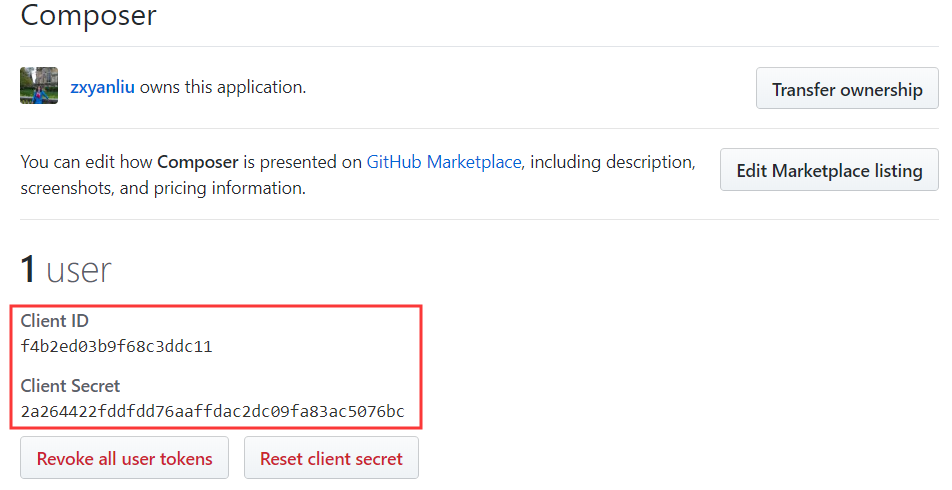 Composer
zxyanliu owns this application.
Transfer ownership
You can edit how Composer is presented on GitHub Marketplace, including description,
screenshots, and pricing information.
Edit Marketplace listing
1 user
Client ID
f4b2ed03b9f68c3ddc11
Client Secret
2a264422fddfdd76aaffdac2dc09fa83ac5076bc
Revoke all user tokens
Reset client secret